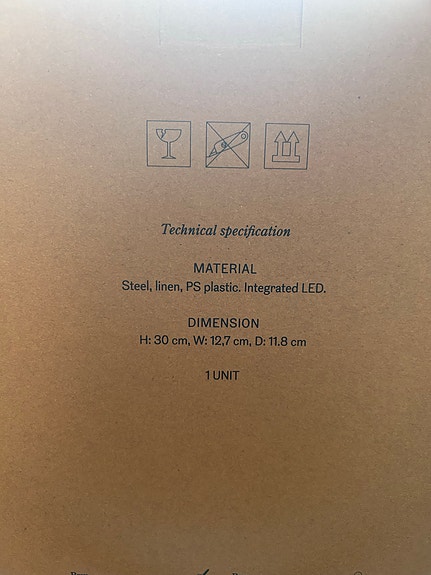 Technical specification
MATERIAL
Steel, linen, PS plastic. Integrated LED.
DIMENSION
H: 30 cm, W: 12,7 cm, D: 11.8 cm
1 UNIT